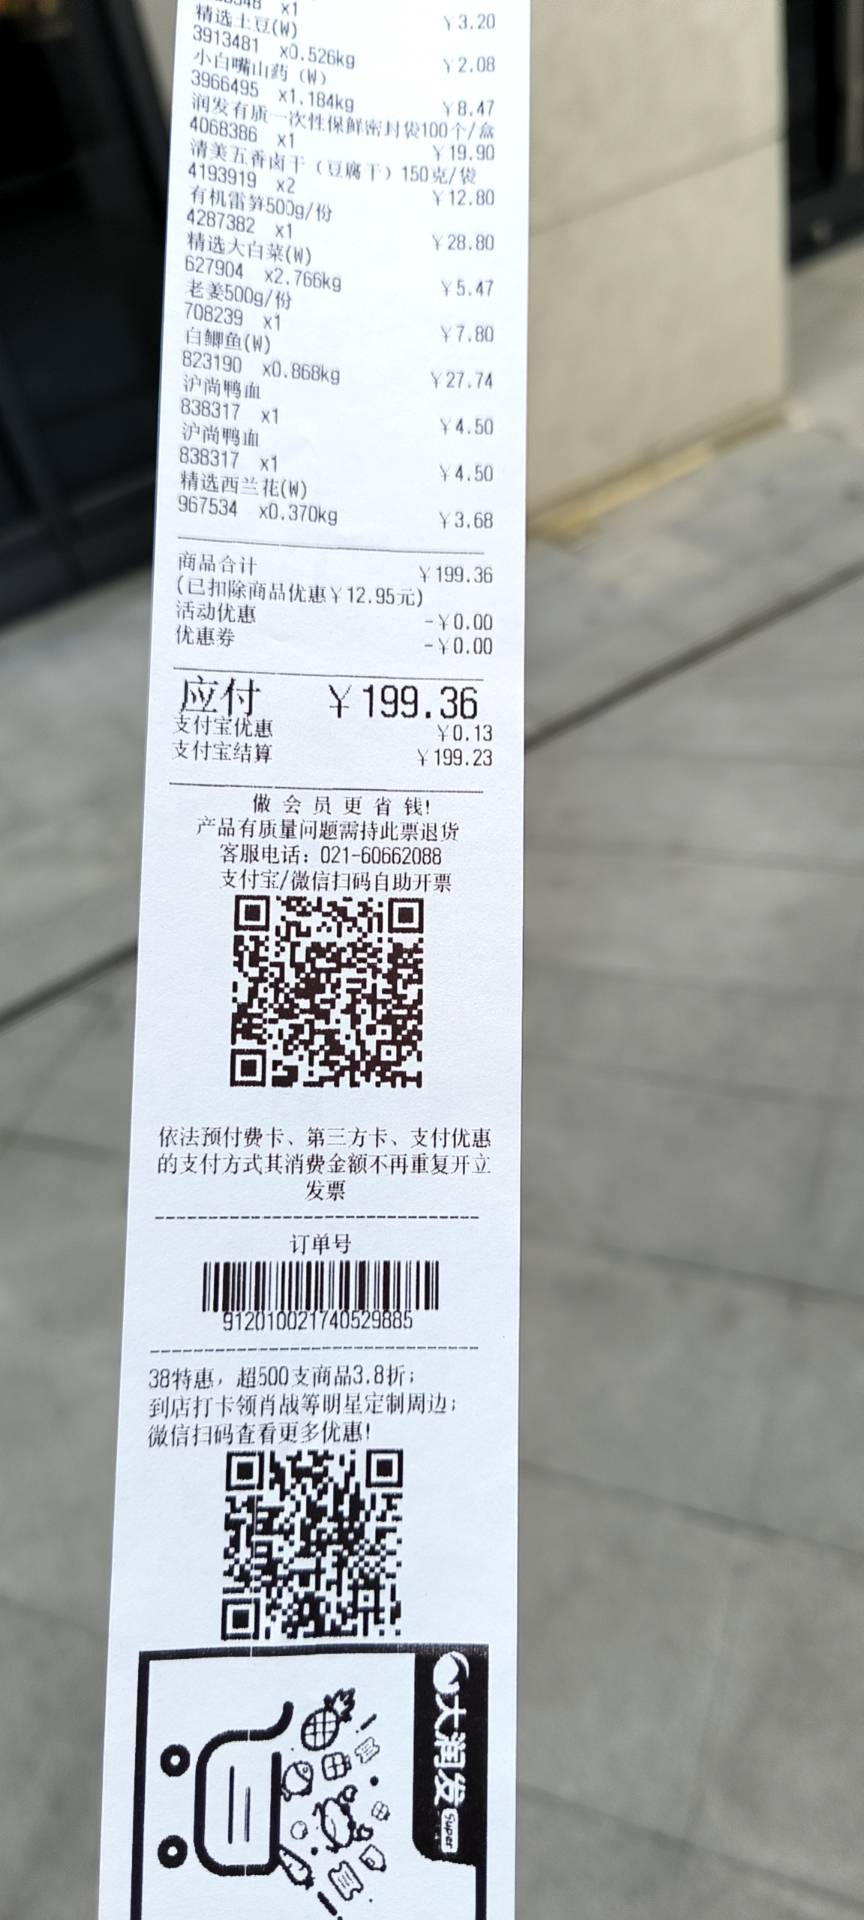 x1
¥3.20
精选土豆(W)
3913481 x0.526kg
¥2.08
小白嘴山药（W）
3966495 x1.184kg
¥8.47
润发有质一次性保鲜密封袋100个/盒
4068386 x1
¥19.90
清美五香卤干（豆腐干）150克/袋
4193919 x2
¥12.80
有机雷笋500g/份
4287382 x1
¥28.80
精选大白菜(W)
627904 x2.766kg
¥5.47
老姜500g/份
708239 x1
¥7.80
白鲫鱼(W)
823190 x0.868kg
¥27.74
沪尚鸭血
838317 x1
¥4.50
沪尚鸭血
838317 x1
¥4.50
精选西兰花(W)
967534 x0.370kg
¥3.68
商品合计 ¥199.36
(已扣除商品优惠¥12.95元)
活动优惠 -¥0.00
优惠券 -¥0.00
应付 ¥199.36
支付宝优惠 ¥0.13
支付宝结算 ¥199.23
做会员更省钱!
产品有质量问题需持此票退货
客服电话：021-60662088
支付宝/微信扫码自助开票
依法预付费卡、第三方卡、支付优惠
的支付方式其消费金额不再重复开立
发票
订单号
912010021740529885
38特惠，超500支商品3.8折；
到店打卡领肖战等明星定制周边；
微信扫码查看更多优惠!
大润发 Super